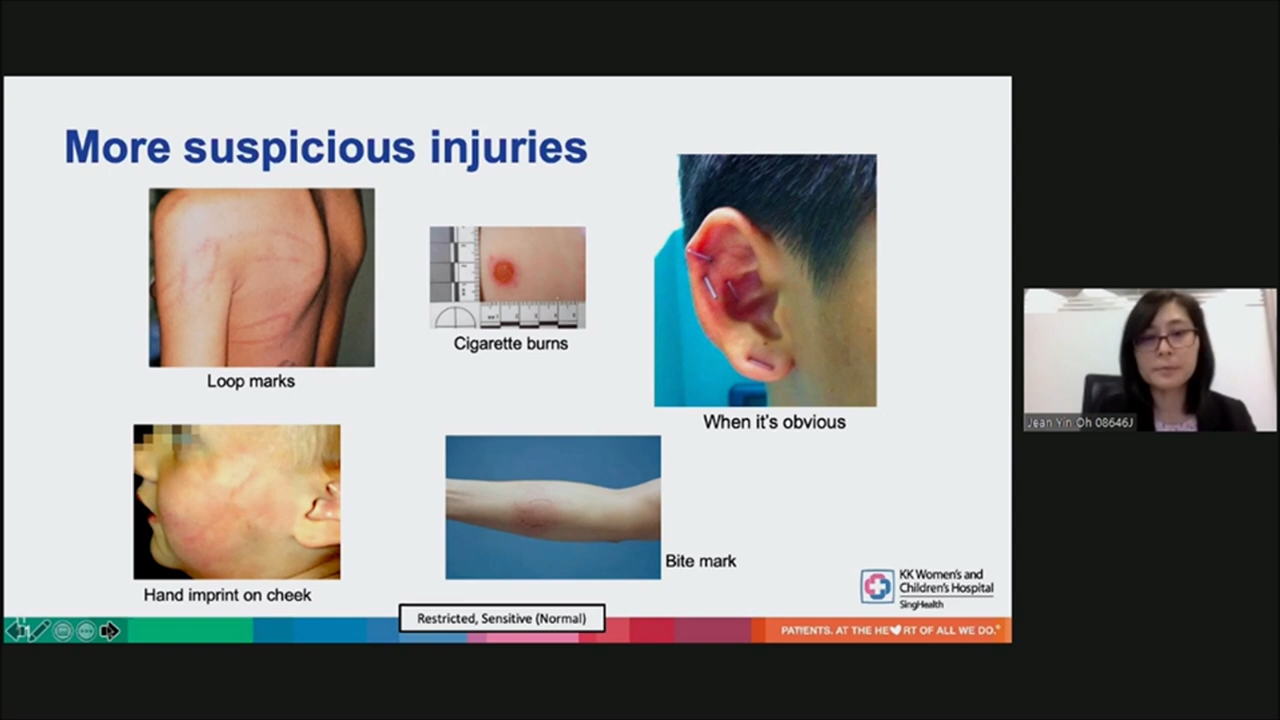 More suspicious injuries
Loop marks
Cigarette burns
When it's obvious
Hand imprint on cheek
Bite mark
KK Women's and
Children's Hospital
SingHealth
Restricted, Sensitive (Normal)
PATIENTS. AT THE HE RT OF ALL WE DO.®
Jean Yin Oh 08646J